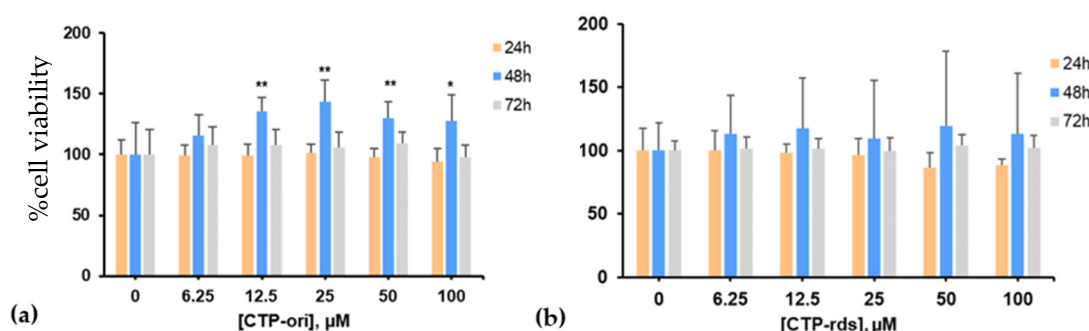 %cell viability
200
150
100
50
0
** ** ** *
24h
48h
72h
0 6.25 12.5 25 50 100
[CTP-ori], μM
(a)
200
150
100
50
0
24h
48h
72h
0 6.25 12.5 25 50 100
[CTP-rds],μM
(b)